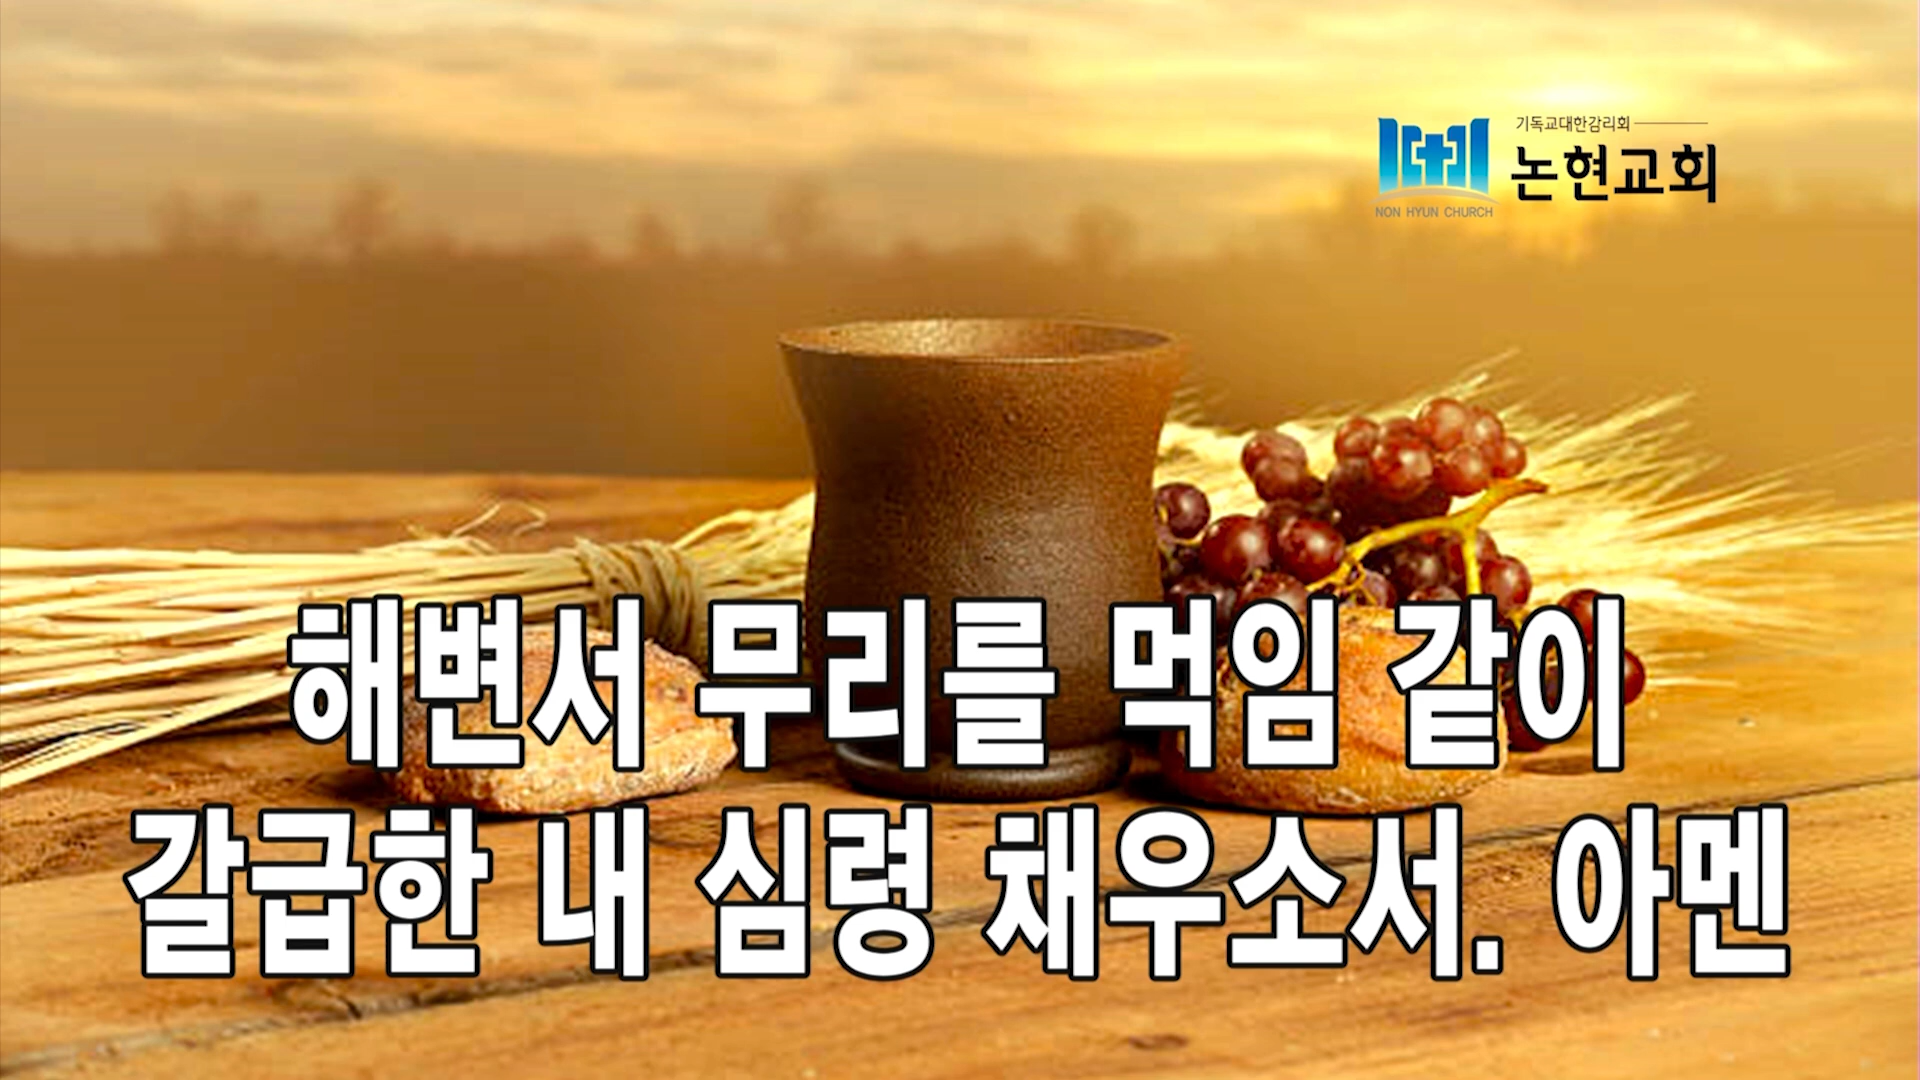 기독교대한감리회
논현교회
NON HYUN CHURCH
해변서 무리를 먹임 같이
갈급한 내 심령 채우소서. 아멘